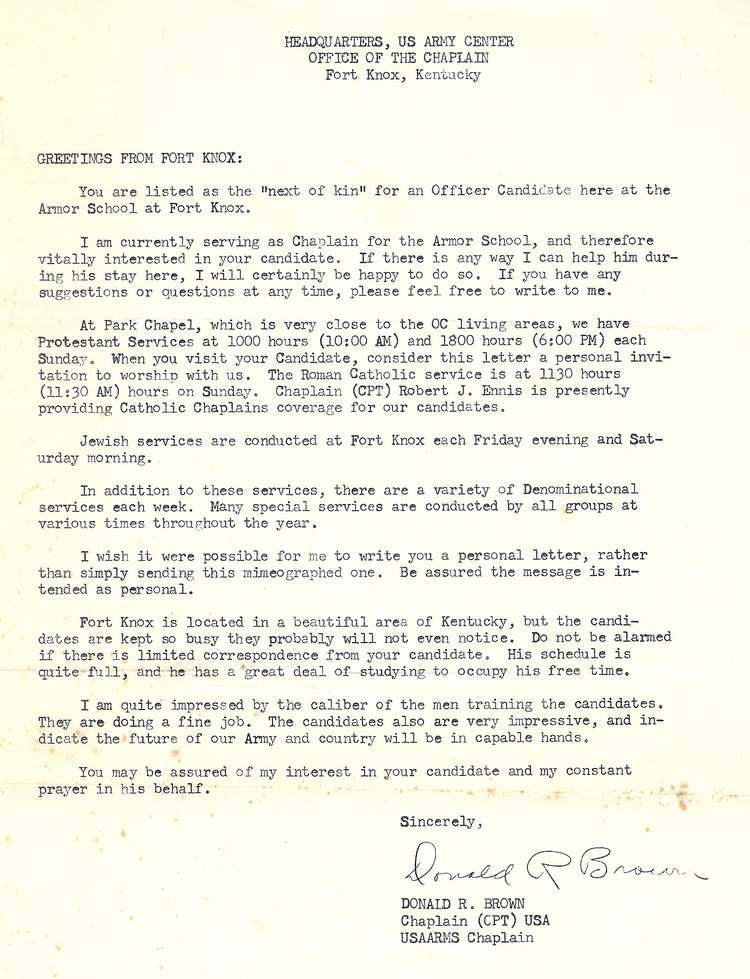 HEADQUARTERS, US ARMY CENTER
OFFICE OF THE CHAPLAIN
Fort Knox, Kentucky
GREETINGS FROM FORT KNOX:
You are listed as the "next of kin" for an Officer Candidate here at the
Armor School at Fort Knox.
I am currently serving as Chaplain for the Armor School, and therefore
vitally interested in your candidate. If there is any way I can help him dur-
ing his stay here, I will certainly be happy to do so. If you have any
suggestions or questions at any time, please feel free to write to me.
At Park Chapel, which is very close to the OC living areas, we have
Protestant Services at 1000 hours (10:00 AM) and 1800 hours (6:00 PM) each
Sunday. When you visit your Candidate, consider this letter a personal invi-
tation to worship with us. The Roman Catholic service is at 1130 hours
(11:30 AM) hours on Sunday. Chaplain (CPT) Robert J. Ennis is presently
providing Catholic Chaplains coverage for our candidates.
Jewish services are conducted at Fort Knox each Friday evening and Sat-
urday morning.
In addition to these services, there are a variety of Denominational
services each week. Many special services are conducted by all groups at
various times throughout the year.
I wish it were possible for me to write you a personal letter, rather
than simply sending this mimeographed one. Be assured the message is in-
tended as personal.
Fort Knox is located in a beautiful area of Kentucky, but the candi-
dates are kept so busy they probably will not even notice. Do not be alarmed
if there is limited correspondence from your candidate. His schedule is
quite full, and he has a great deal of studying to occupy his free time.
I am quite impressed by the caliber of the men training the candidates.
They are doing a fine job. The candidates also are very impressive, and in-
dicate the future of our Army and country will be in capable hands.
You may be assured of my interest in your candidate and my constant
prayer in his behalf.
Sincerely,
Donald R Brown
DONALD R. BROWN
Chaplain (CPT) USA
USAARMS Chaplain